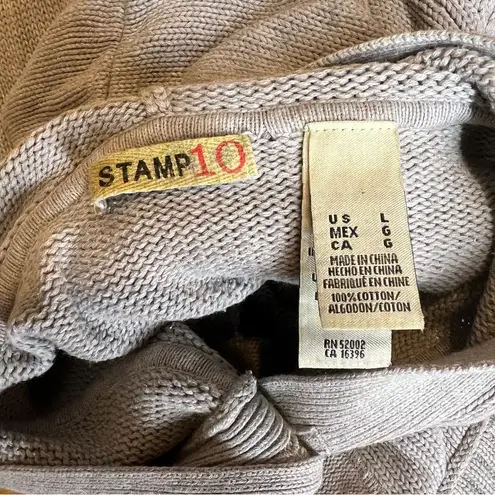 STAMP10
US L
MEX G
CA G
MADE IN CHINA
HECHO EN CHINA
FABRIQUÉ EN CHINE
100% COTTON/
ALGODON/COTON
RN 52002
CA 16396